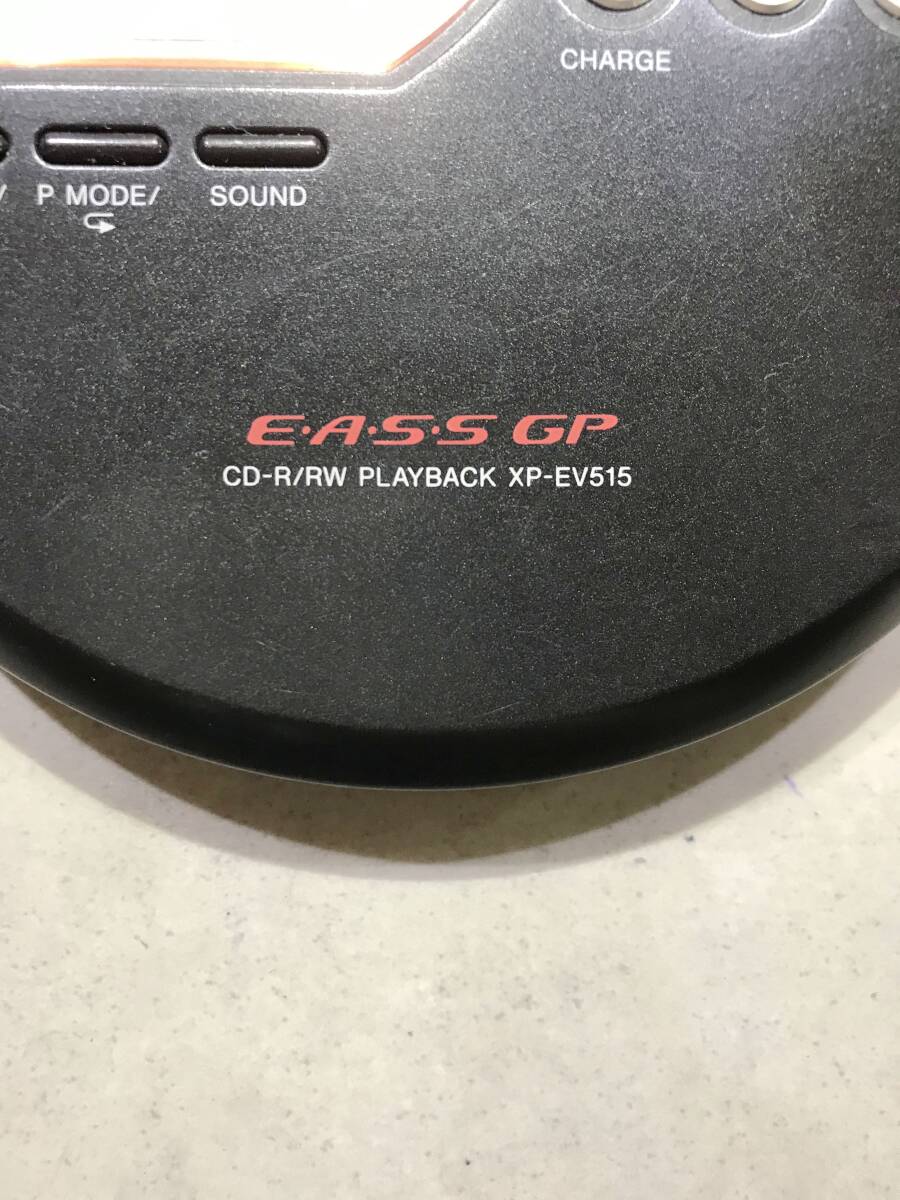 CHARGE
/ P MODE/ SOUND
E·A·S·S GP
CD-R/RW PLAYBACK XP-EV515